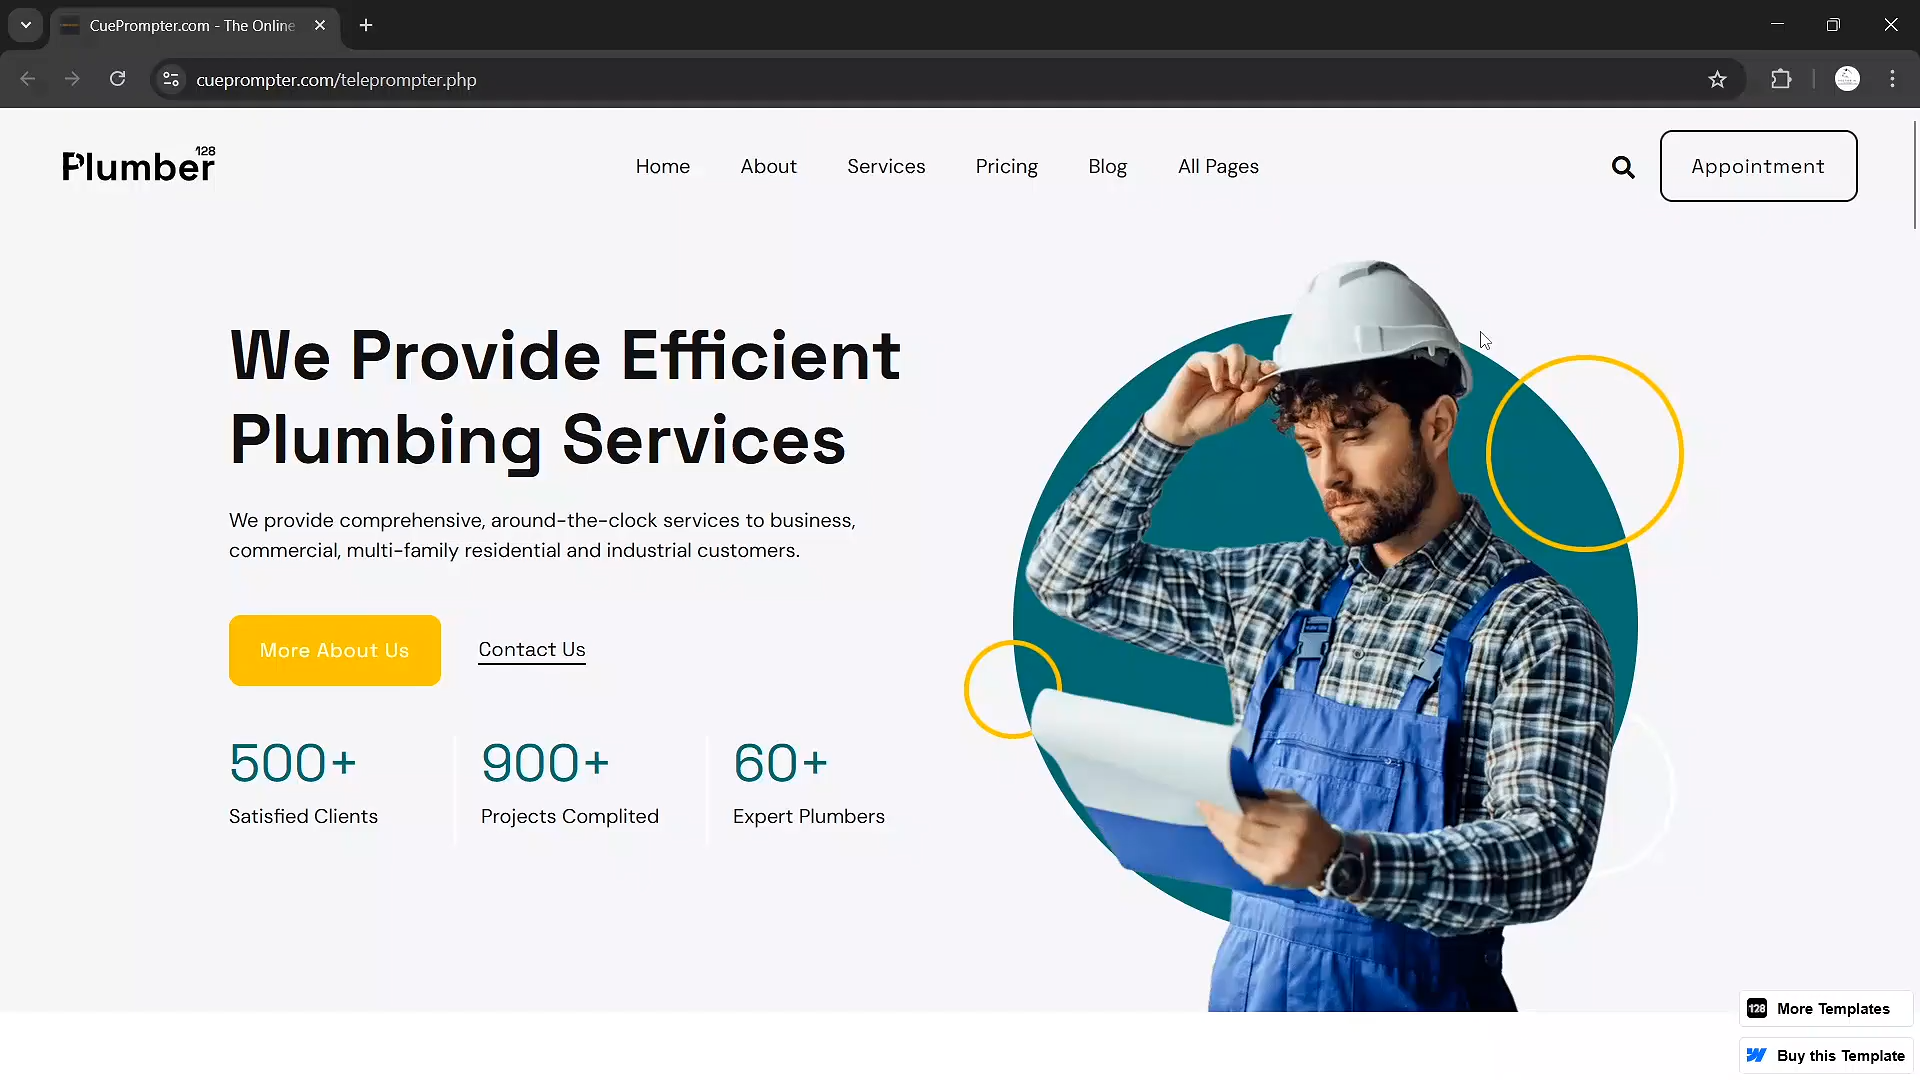 CuePrompter.com - The Online
cueprompter.com/teleprompter.php
Plumber 128
Home
About
Services
Pricing
Blog
All Pages
Appointment
We Provide Efficient
Plumbing Services
We provide comprehensive, around-the-clock services to business,
commercial, multi-family residential and industrial customers.
More About Us
Contact Us
500+
900+
60+
Satisfied Clients
Projects Complited
Expert Plumbers
128 More Templates
Buy this Template